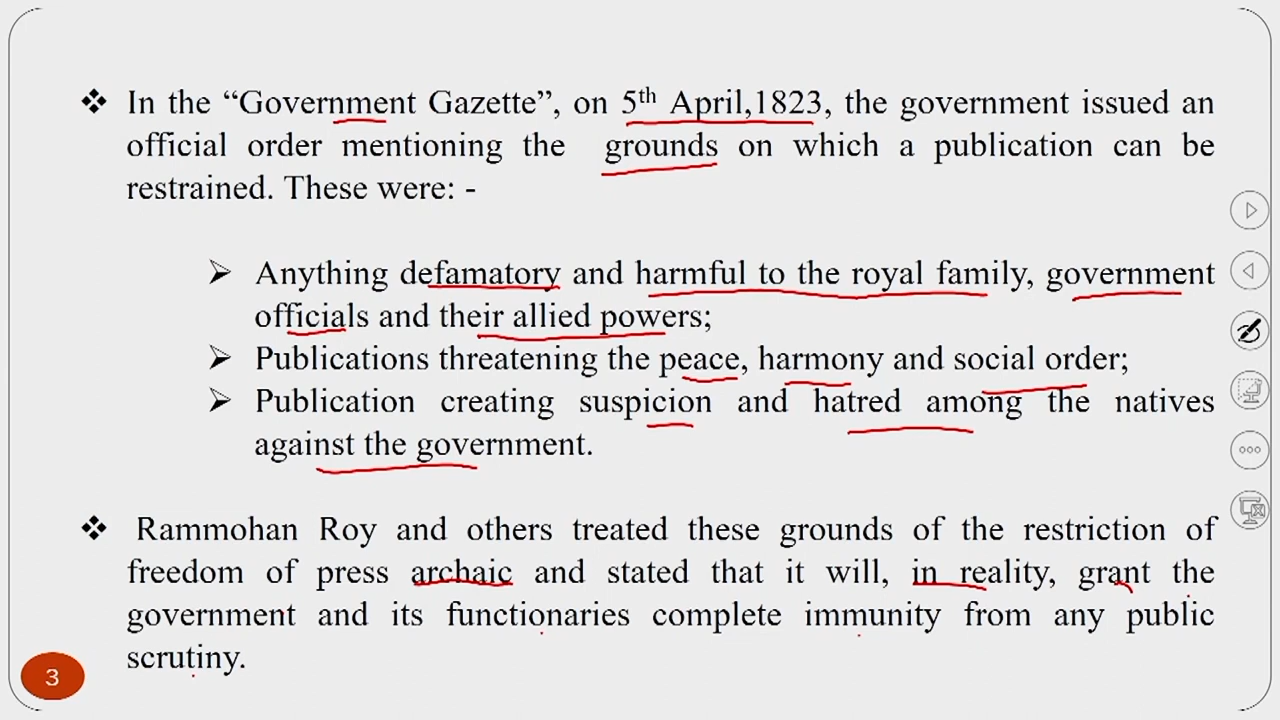 ❖ In the “Government Gazette”, on 5th April,1823, the government issued an
official order mentioning the grounds on which a publication can be
restrained. These were: -
➢ Anything defamatory and harmful to the royal family, government
officials and their allied powers;
➢ Publications threatening the peace, harmony and social order;
➢ Publication creating suspicion and hatred among the natives
against the government.
❖ Rammohan Roy and others treated these grounds of the restriction of
freedom of press archaic and stated that it will, in reality, grant the
government and its functionaries complete immunity from any public
scrutiny.
3